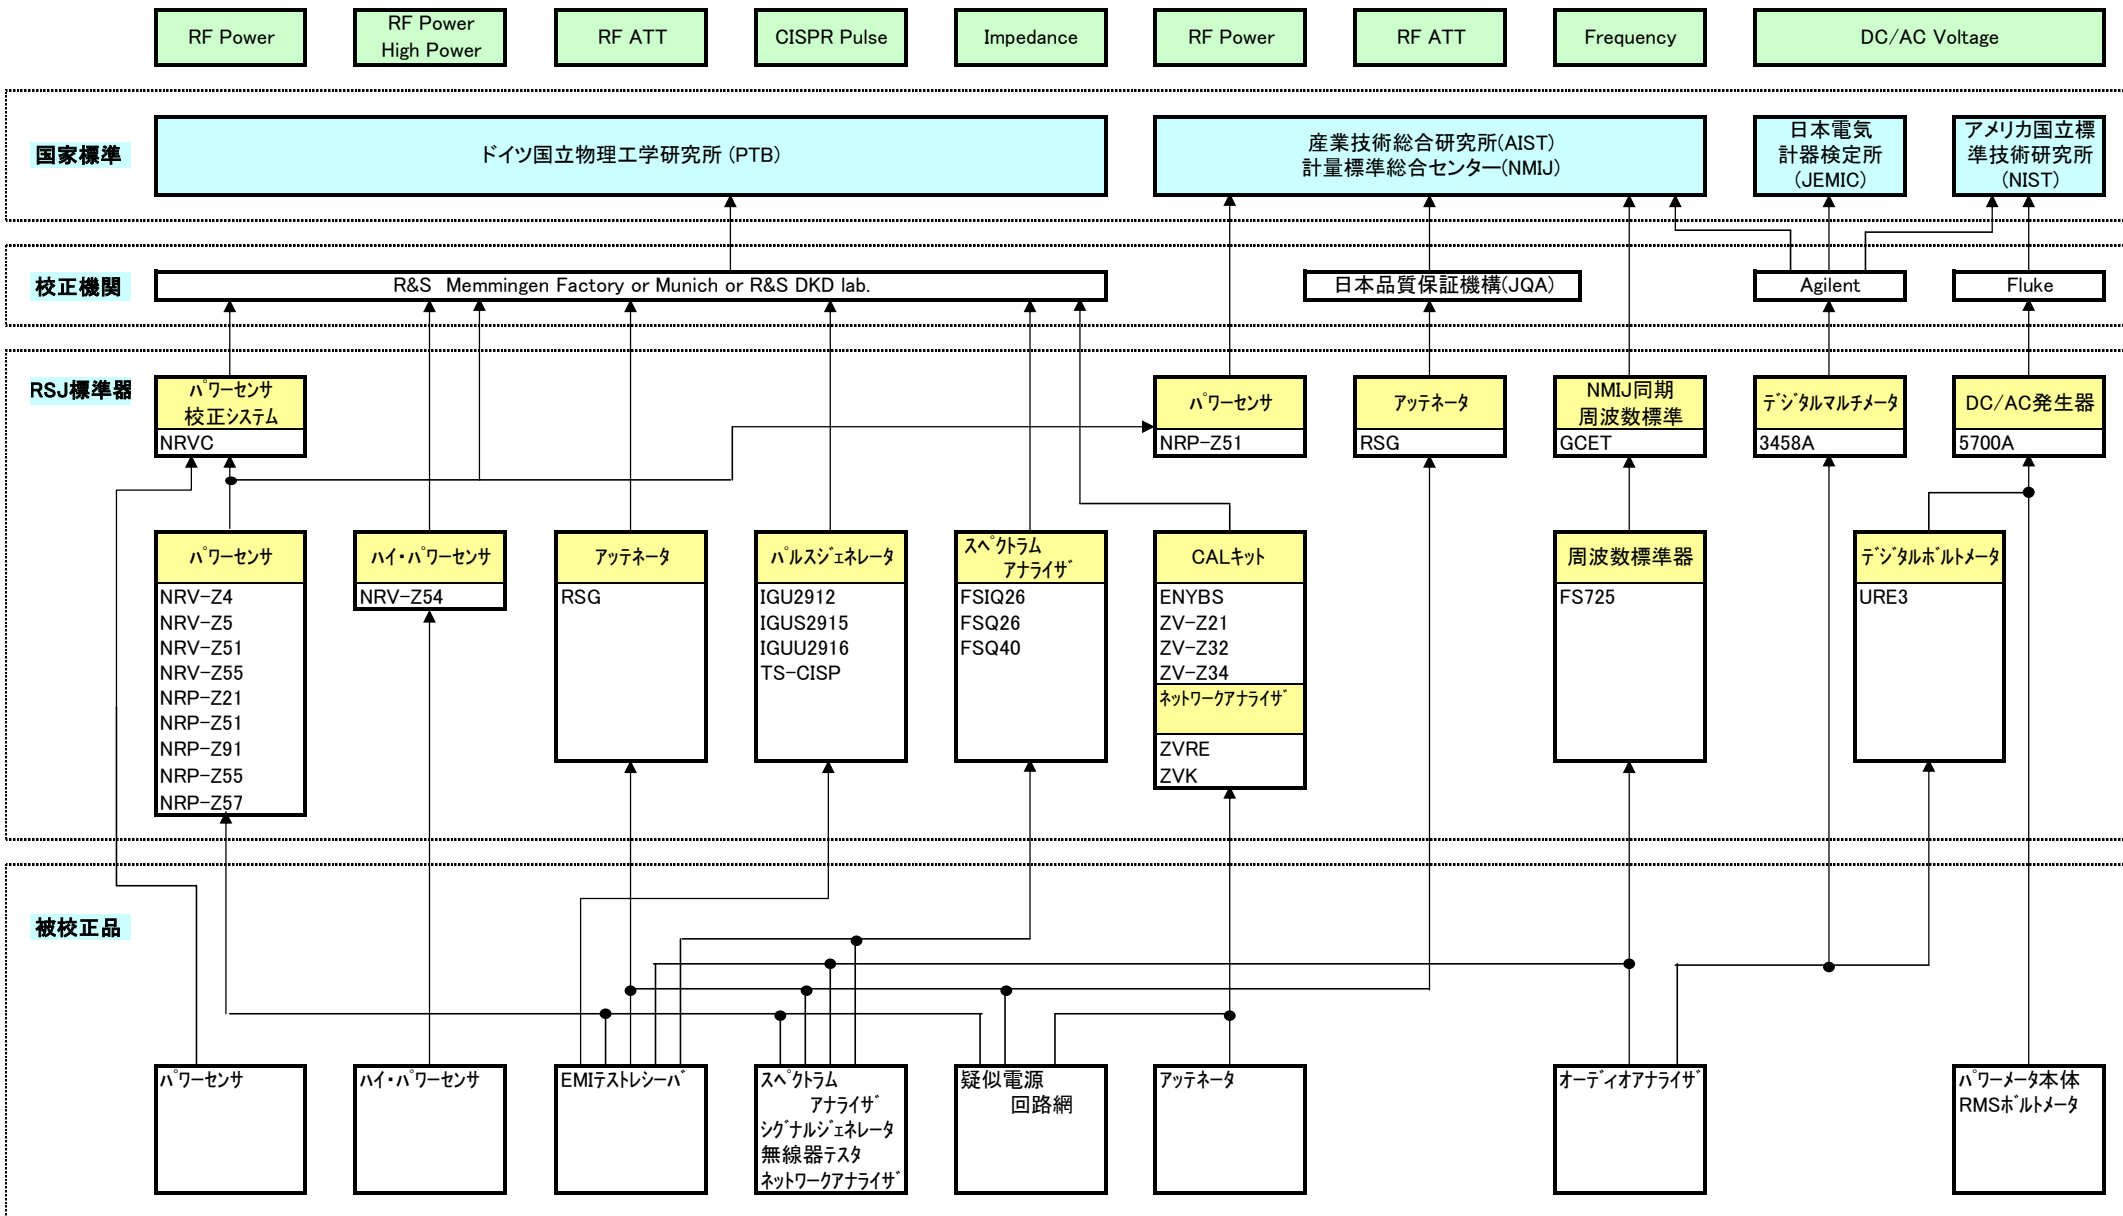 RF Power
RF Power
High Power
RF ATT
CISPR Pulse
Impedance
RF Power
RF ATT
Frequency
DC/AC Voltage
国家標準
ドイツ国立物理工学研究所 (PTB)
産業技術総合研究所(AIST)
計量標準総合センター(NMIJ)
日本電気
計器検定所
(JEMIC)
アメリカ国立標
準技術研究所
(NIST)
校正機関
R&S Memmingen Factory or Munich or R&S DKD lab.
日本品質保証機構(JQA)
Agilent
Fluke
RSJ標準器
ﾊﾟﾜｰｾﾝｻ
校正ｼｽﾃﾑ
NRVC
ﾊﾟﾜｰｾﾝｻ
NRP-Z51
ｱｯﾃﾈｰﾀ
RSG
NMIJ同期
周波数標準
GCET
ﾃﾞｼﾞﾀﾙﾏﾙﾁﾒｰﾀ
3458A
DC/AC発生器
5700A
ﾊﾟﾜｰｾﾝｻ
NRV-Z4
NRV-Z5
NRV-Z51
NRV-Z55
NRP-Z21
NRP-Z51
NRP-Z91
NRP-Z55
NRP-Z57
ﾊｲ・ﾊﾟﾜｰｾﾝｻ
NRV-Z54
ｱｯﾃﾈｰﾀ
RSG
ﾊﾟﾙｽｼﾞｪﾈﾚｰﾀ
IGU2912
IGUS2915
IGUU2916
TS-CISP
ｽﾍﾟｸﾄﾗﾑ
ｱﾅﾗｲｻﾞ
FSIQ26
FSQ26
FSQ40
CALｷｯﾄ
ENYBS
ZV-Z21
ZV-Z32
ZV-Z34
ﾈｯﾄﾜｰｸｱﾅﾗｲｻﾞ
ZVRE
ZVK
周波数標準器
FS725
ﾃﾞｼﾞﾀﾙﾎﾞﾙﾄﾒｰﾀ
URE3
被校正品
ﾊﾟﾜｰｾﾝｻ
ﾊｲ・ﾊﾟﾜｰｾﾝｻ
EMIﾃｽﾄﾚｼｰﾊﾞ
ｽﾍﾟｸﾄﾗﾑ
ｱﾅﾗｲｻﾞ
ｼｸﾞﾅﾙｼﾞｪﾈﾚｰﾀ
無線器ﾃｽﾀ
ﾈｯﾄﾜｰｸｱﾅﾗｲｻﾞ
疑似電源
回路網
ｱｯﾃﾈｰﾀ
ｵｰﾃﾞｨｵｱﾅﾗｲｻﾞ
ﾊﾟﾜｰﾒｰﾀ本体
RMSﾎﾞﾙﾄﾒｰﾀ